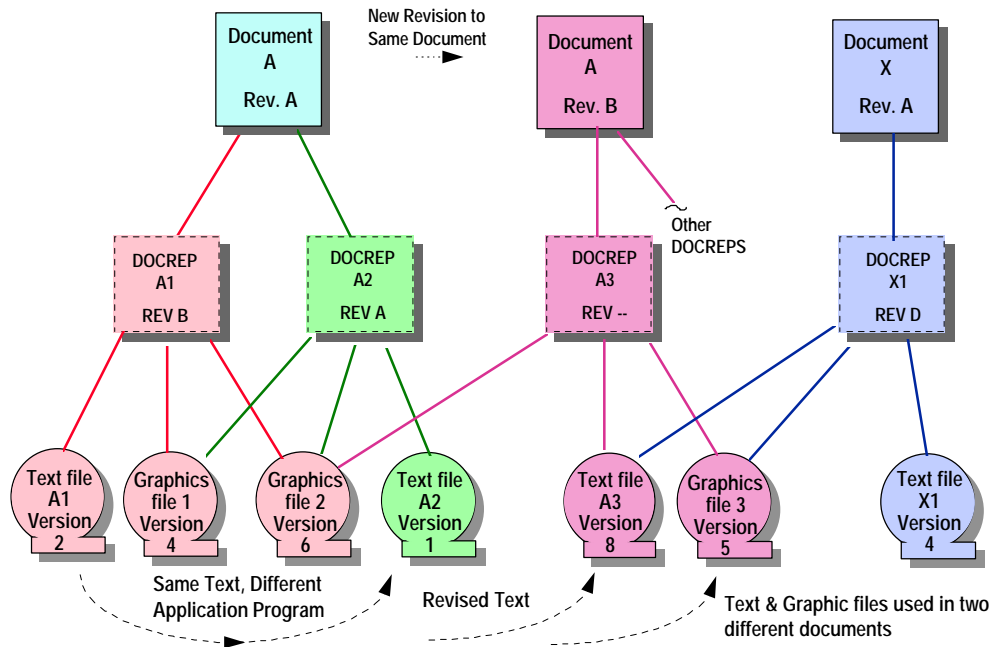 Document
A
Rev. A
New Revision to
Same Document
Document
A
Rev. B
Document
X
Rev. A
Other
DOCREPS
DOCREP
A1
REV B
DOCREP
A2
REV A
DOCREP
A3
REV --
DOCREP
X1
REV D
Text file
A1
Version
2
Graphics
file 1
Version
4
Graphics
file 2
Version
6
Text file
A2
Version
1
Text file
A3
Version
8
Graphics
file 3
Version
5
Text file
X1
Version
4
Same Text, Different
Application Program
Revised Text
Text & Graphic files used in two
different documents